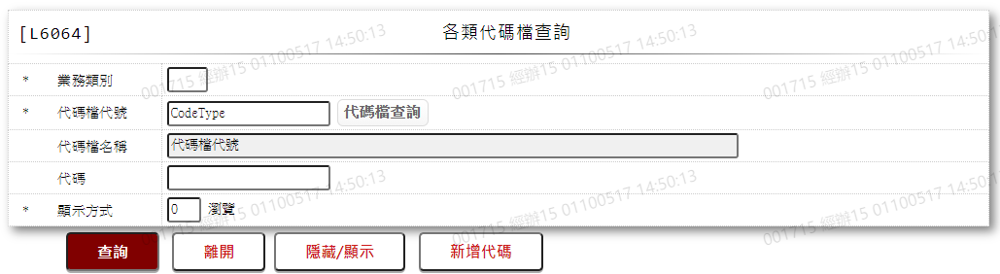 [L6064] 各類代碼檔查詢
* 業務類別
* 代碼檔代號 CodeType 代碼檔查詢
代碼檔名稱 代碼檔代號
代碼
* 顯示方式 0 瀏覽
查詢 離開 隱藏/顯示 新增代碼
001715 經辦15 01100517 14:50:13
001715 經辦15 01100517 14:50:13
001715 經辦15 01100517 14:50:13
001715 經辦15 01100517 14:50:13
001715 經辦15 01100517 14:50:13
001715 經辦15 01100517 14:50:13